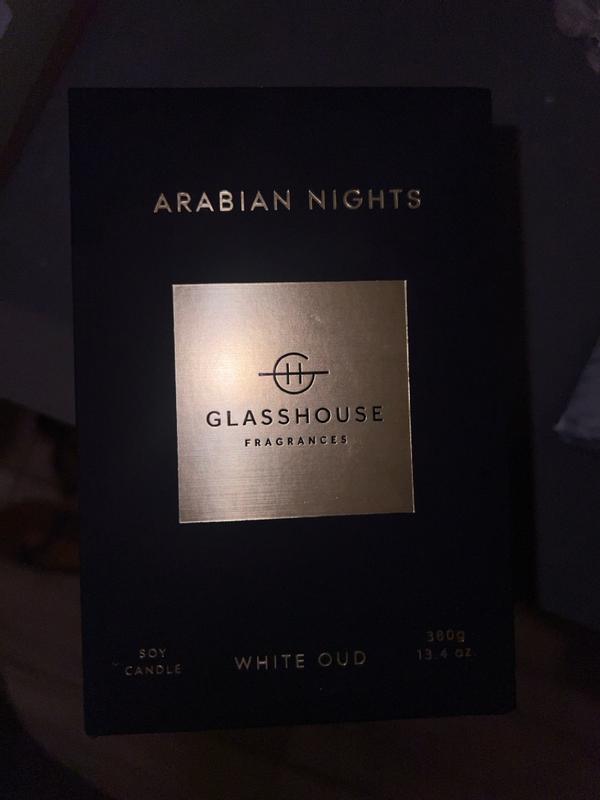 ARABIAN NIGHTS
GLASSHOUSE
FRAGRANCES
SOY
CANDLE
WHITE OUD
380g
13.4 oz.